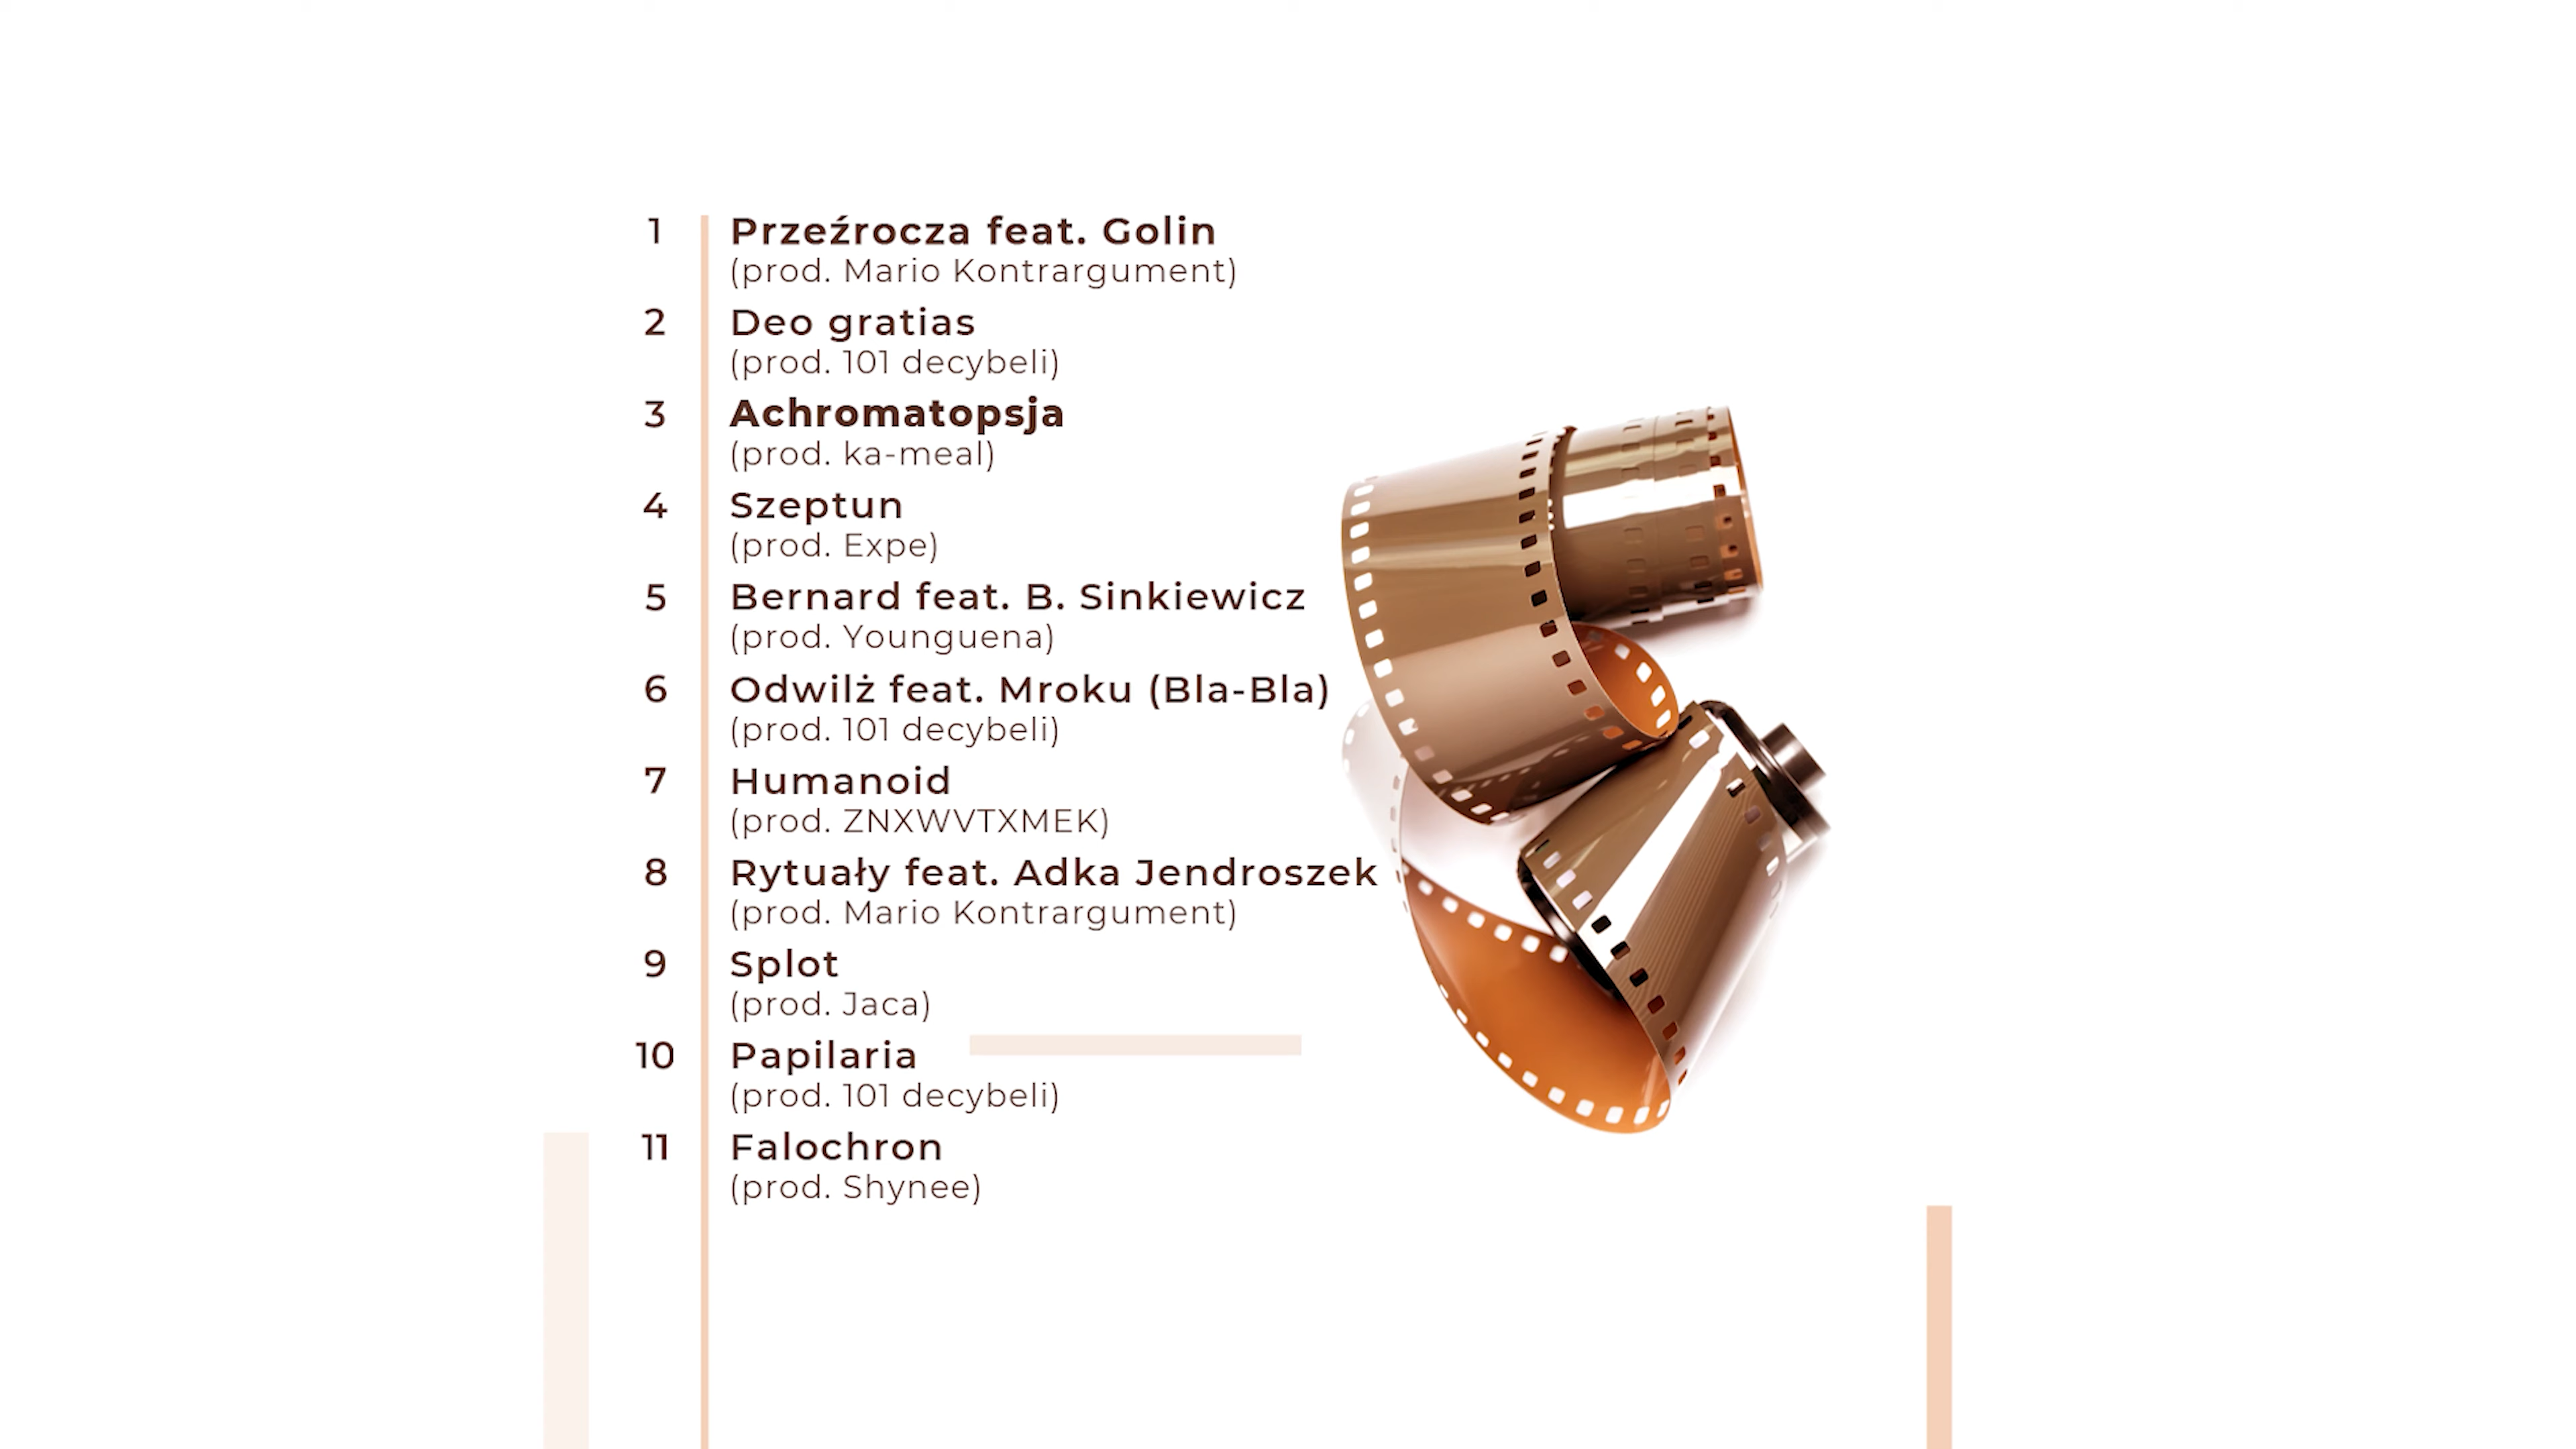 1 Przeźrocza feat. Golin
(prod. Mario Kontrargument)
2 Deo gratias
(prod. 101 decybeli)
3 Achromatopsja
(prod. ka-meal)
4 Szeptun
(prod. Expe)
5 Bernard feat. B. Sinkiewicz
(prod. Younguena)
6 Odwilż feat. Mroku (Bla-Bla)
(prod. 101 decybeli)
7 Humanoid
(prod. ZNXWVTXMEK)
8 Rytuały feat. Adka Jendroszek
(prod. Mario Kontrargument)
9 Splot
(prod. Jaca)
10 Papilaria
(prod. 101 decybeli)
11 Falochron
(prod. Shynee)